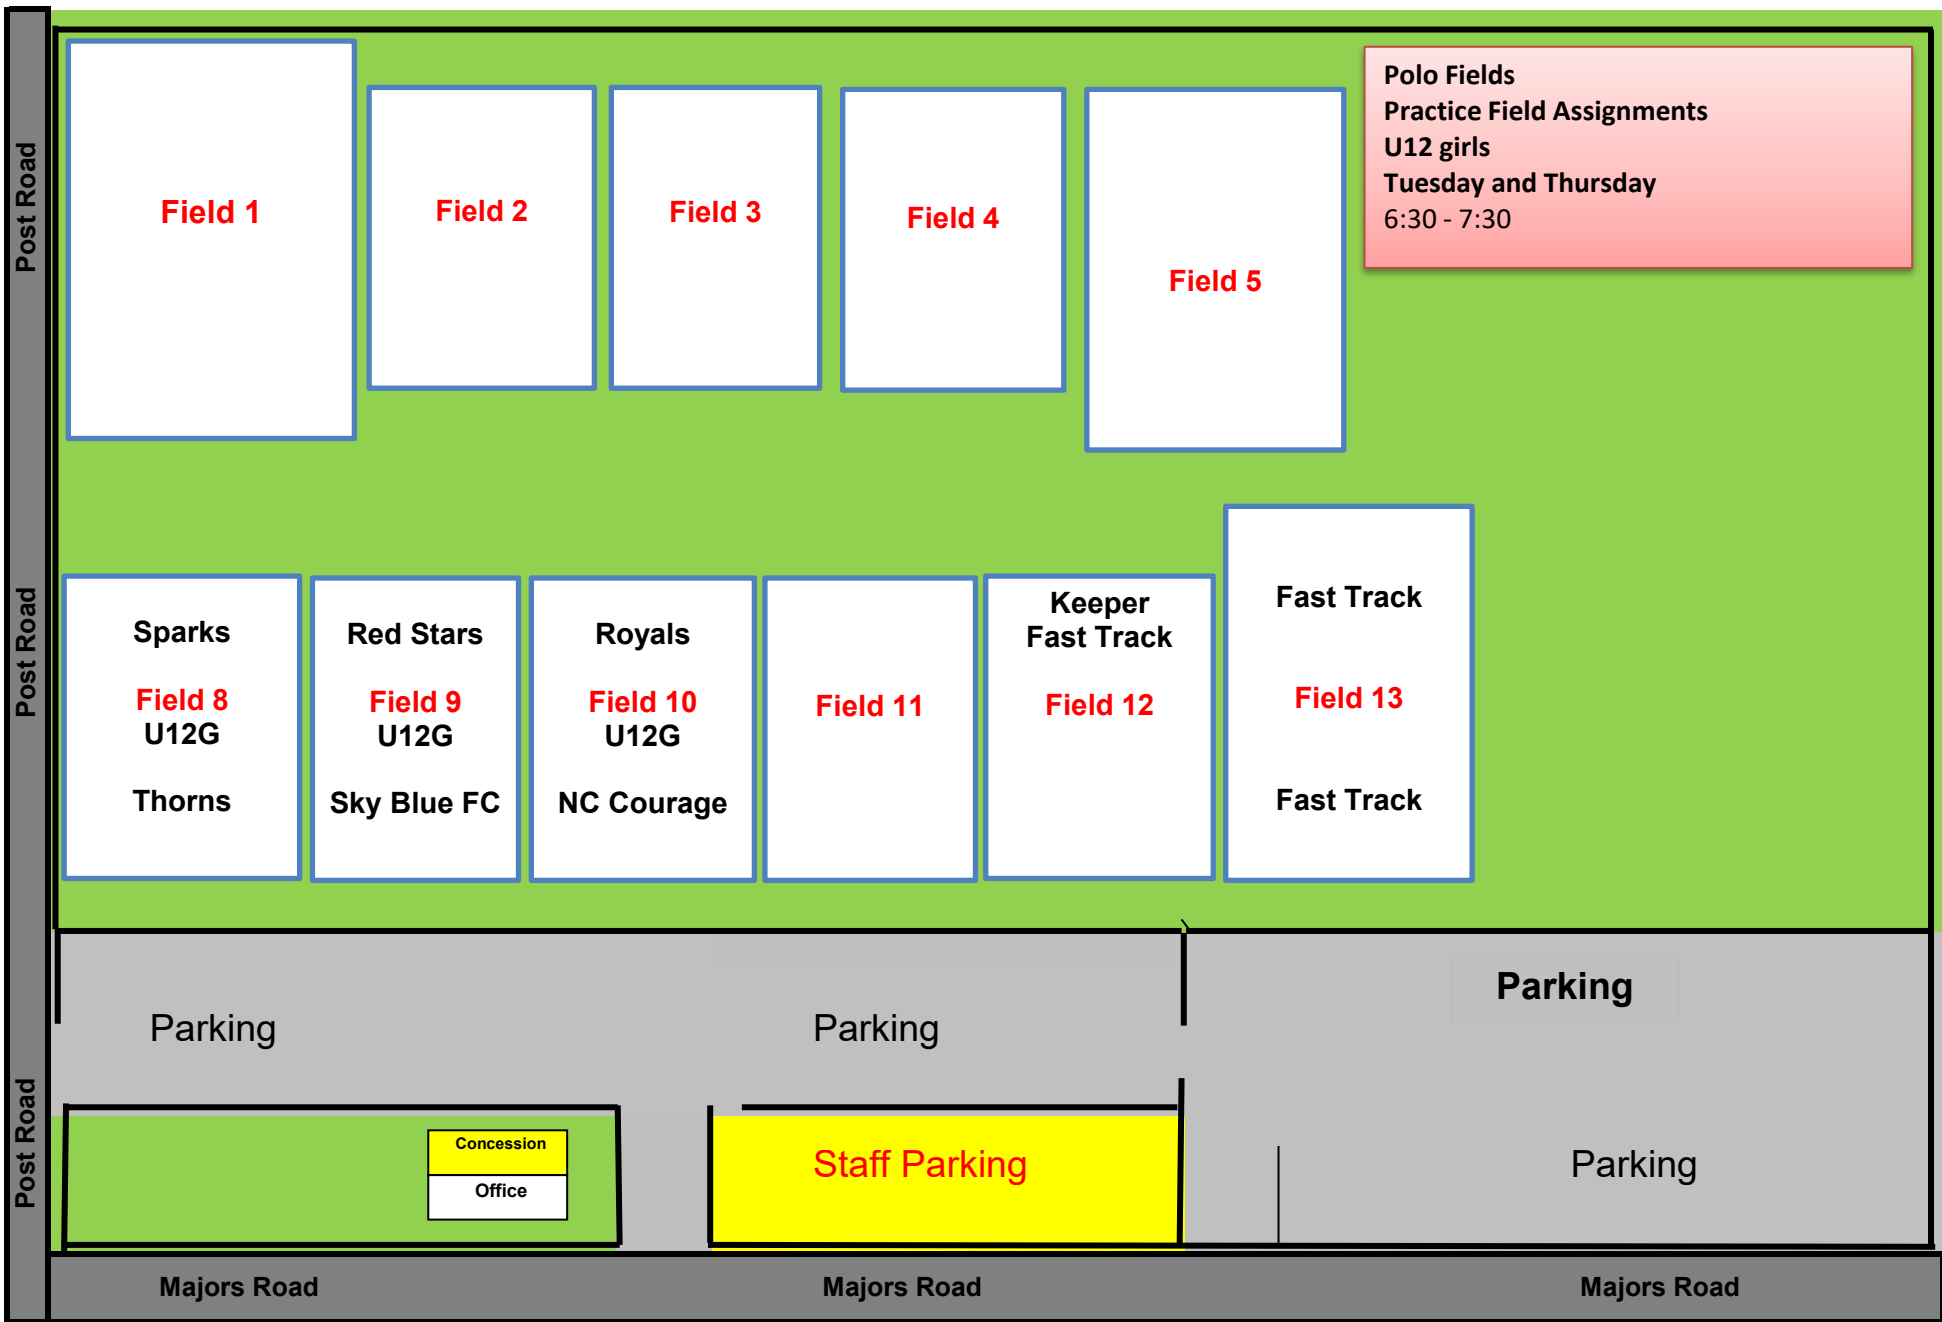 Polo Fields
Practice Field Assignments
U12 girls
Tuesday and Thursday
6:30 - 7:30
Post Road
Field 1
Field 2
Field 3
Field 4
Field 5
Post Road
Sparks
Field 8
U12G
Thorns
Red Stars
Field 9
U12G
Sky Blue FC
Royals
Field 10
U12G
NC Courage
Field 11
Keeper
Fast Track
Field 12
Fast Track
Field 13
Fast Track
Parking
Parking
Parking
Post Road
Concession
Office
Staff Parking
Parking
Majors Road
Majors Road
Majors Road